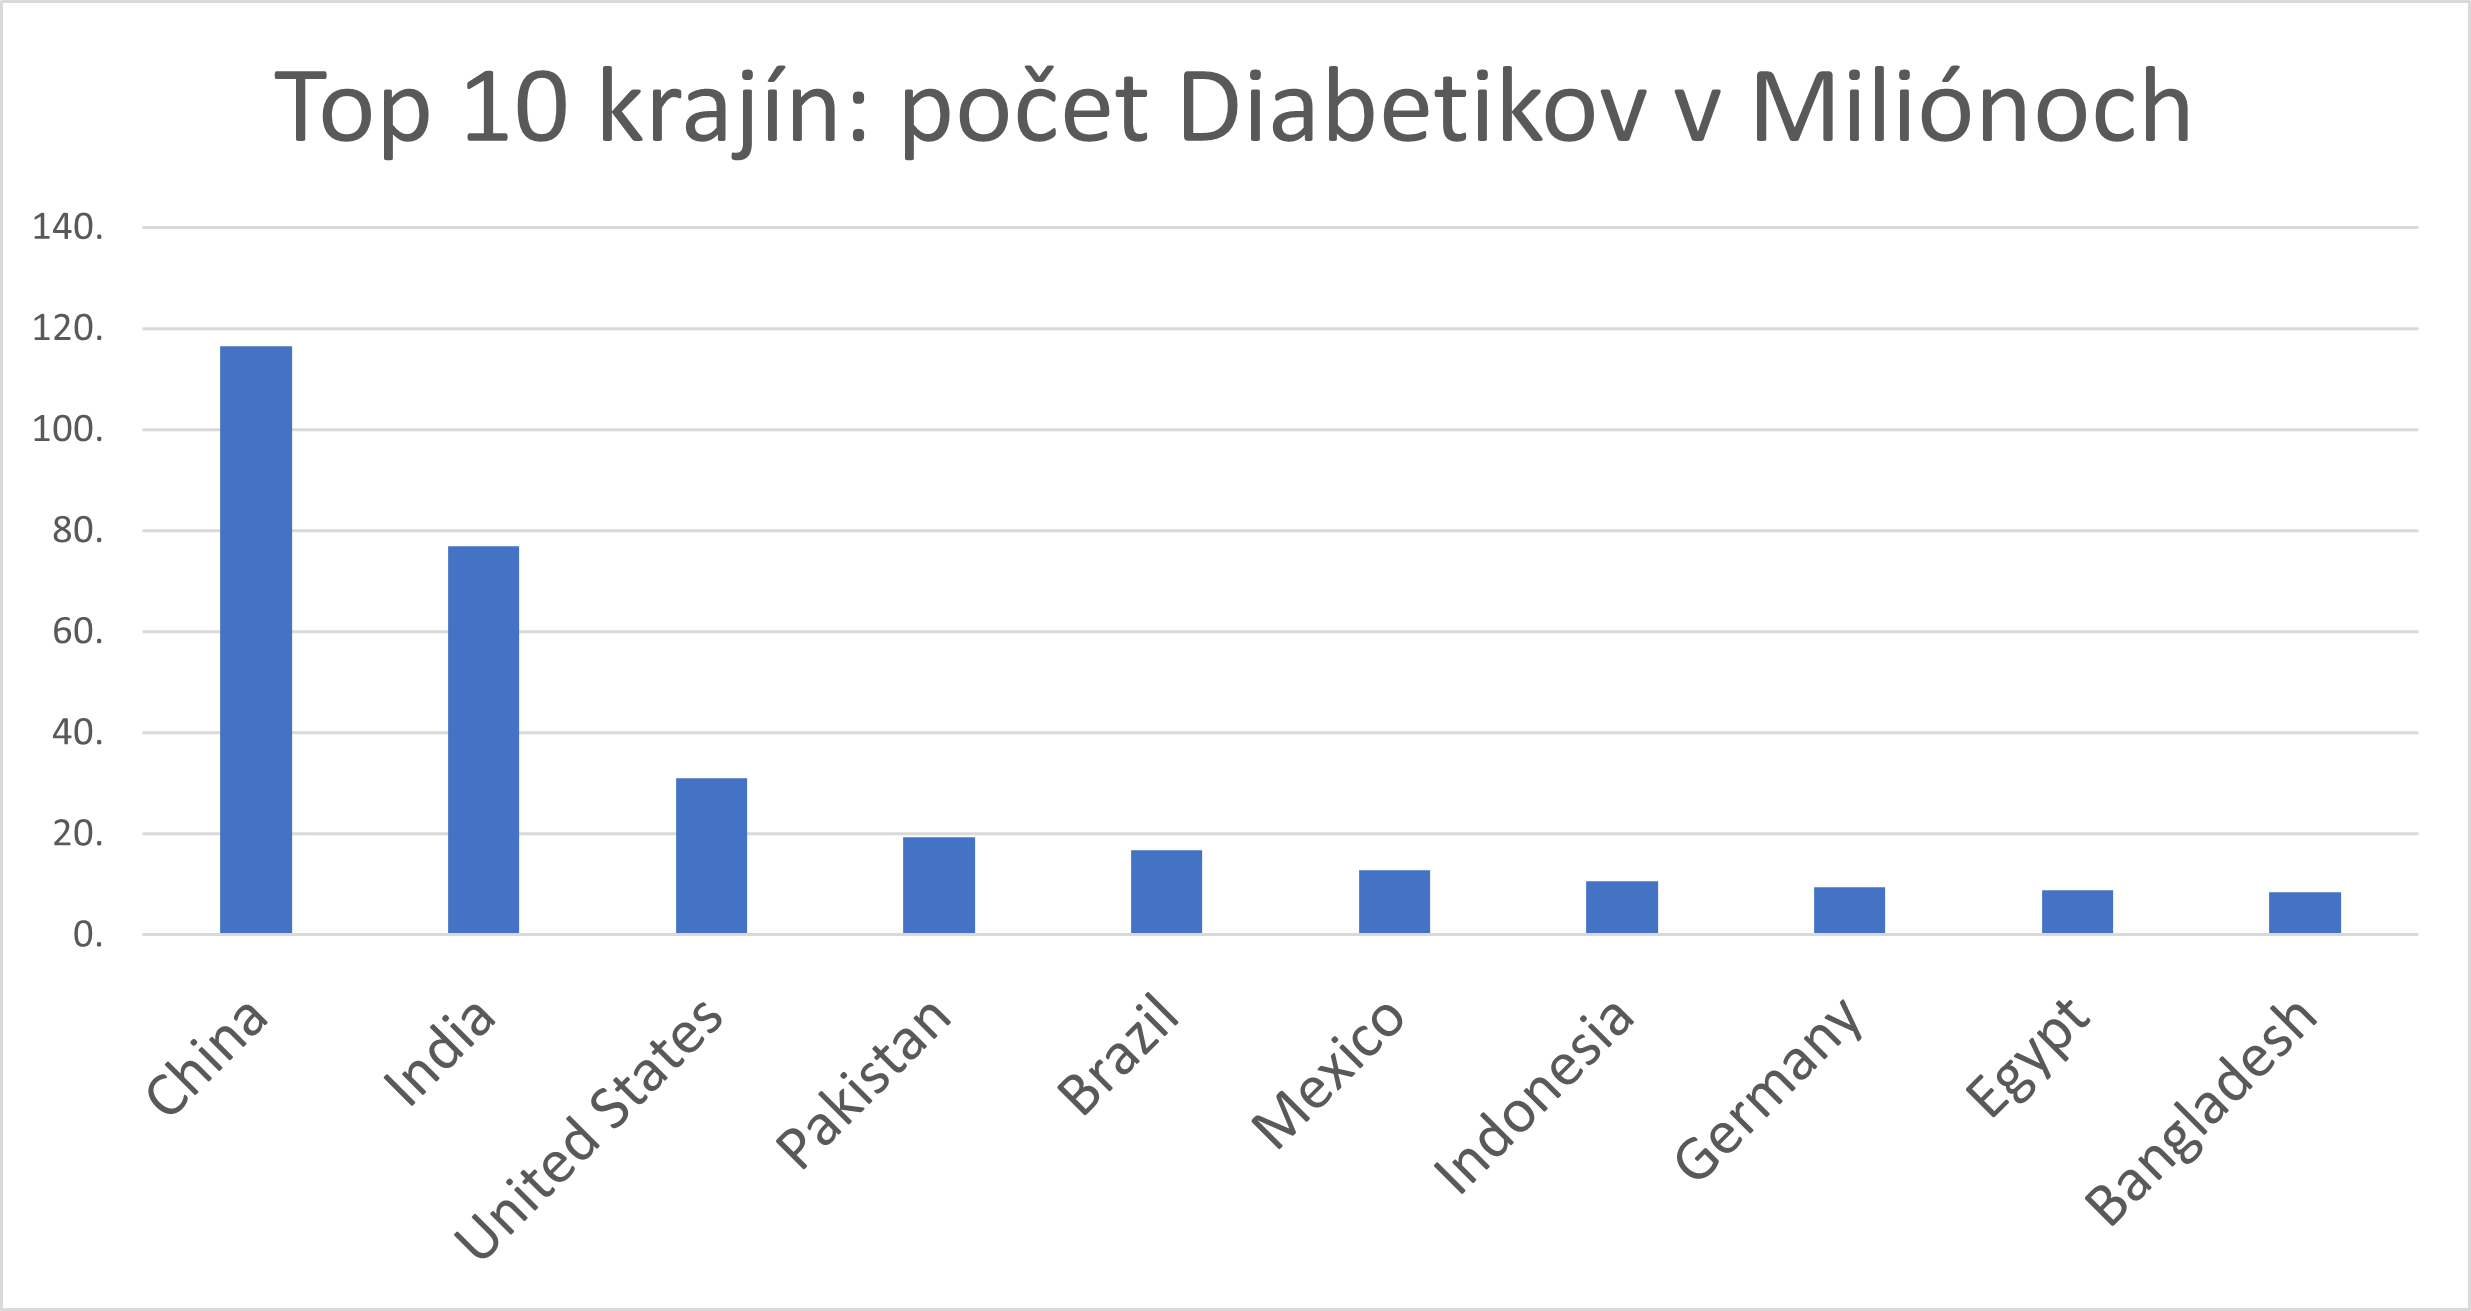 Top 10 krajín: počet Diabetikov v Miliónoch
140.
120.
100.
80.
60.
40.
20.
0.
China
India
United States
Pakistan
Brazil
Mexico
Indonesia
Germany
Egypt
Bangladesh